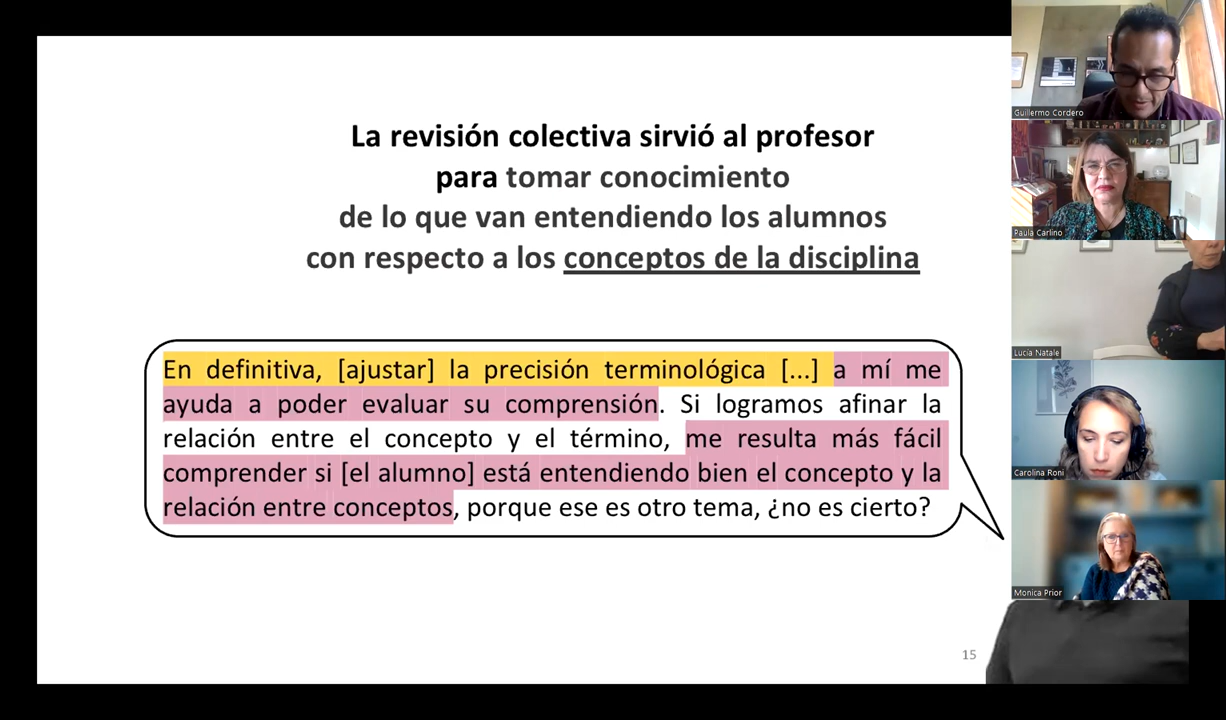 La revisión colectiva sirvió al profesor
para tomar conocimiento
de lo que van entendiendo los alumnos
con respecto a los conceptos de la disciplina
En definitiva, [ajustar] la precisión terminológica [...] a mí me
ayuda a poder evaluar su comprensión. Si logramos afinar la
relación entre el concepto y el término, me resulta más fácil
comprender si [el alumno] está entendiendo bien el concepto y la
relación entre conceptos, porque ese es otro tema, ¿no es cierto?
15
Guillermo Cordero
Paula Carlino
Lucía Natale
Carolina Roni
Monica Prior